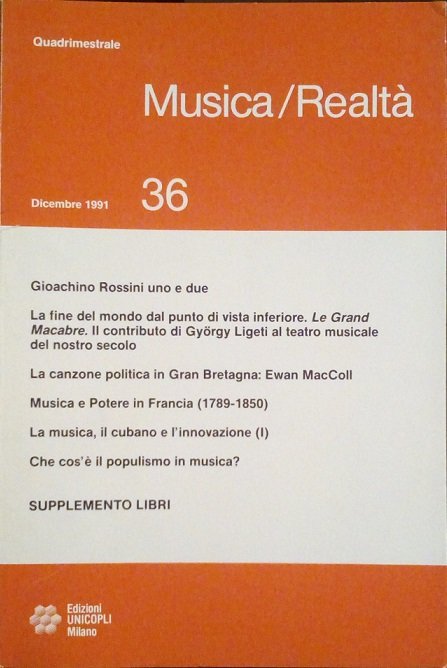 Quadrimestrale
Musica/Realtà
Dicembre 1991
36
Gioachino Rossini uno e due
La fine del mondo dal punto di vista inferiore. Le Grand
Macabre. Il contributo di György Ligeti al teatro musicale
del nostro secolo
La canzone politica in Gran Bretagna: Ewan MacColl
Musica e Potere in Francia (1789-1850)
La musica, il cubano e l'innovazione (I)
Che cos'è il populismo in musica?
SUPPLEMENTO LIBRI
Edizioni
UNICOPLI
Milano